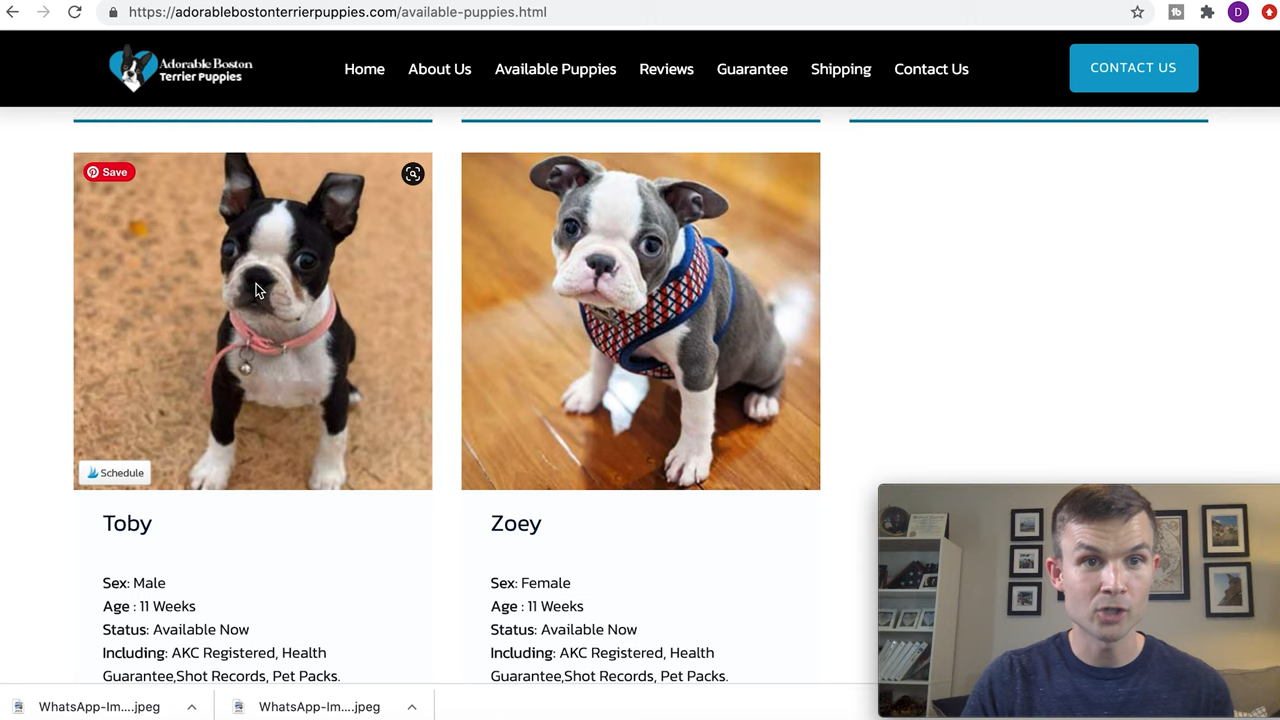 https://adorablebostonterrierpuppies.com/available-puppies.html
D
Adorable Boston
Terrier Puppies
Home About Us Available Puppies Reviews Guarantee Shipping Contact Us
CONTACT US
Save
Schedule
Toby
Sex: Male
Age : 11 Weeks
Status: Available Now
Including: AKC Registered, Health
Guarantee,Shot Records, Pet Packs.
Zoey
Sex: Female
Age : 11 Weeks
Status: Available Now
Including: AKC Registered, Health
Guarantee,Shot Records, Pet Packs.
WhatsApp-Im....jpeg
WhatsApp-Im....jpeg